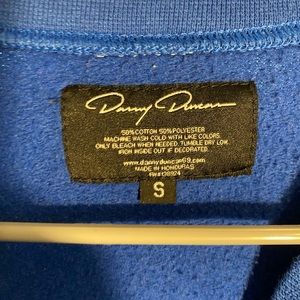 Danny Duncan
50%COTTON 50%POLYESTER
MACHINE WASH COLD WITH LIKE COLORS.
ONLY BLEACH WHEN NEEDED. TUMBLE DRY LOW.
IRON INSIDE OUT IF DECORATED.
www.dannyduncan69.com
MADE IN HONDURAS
S